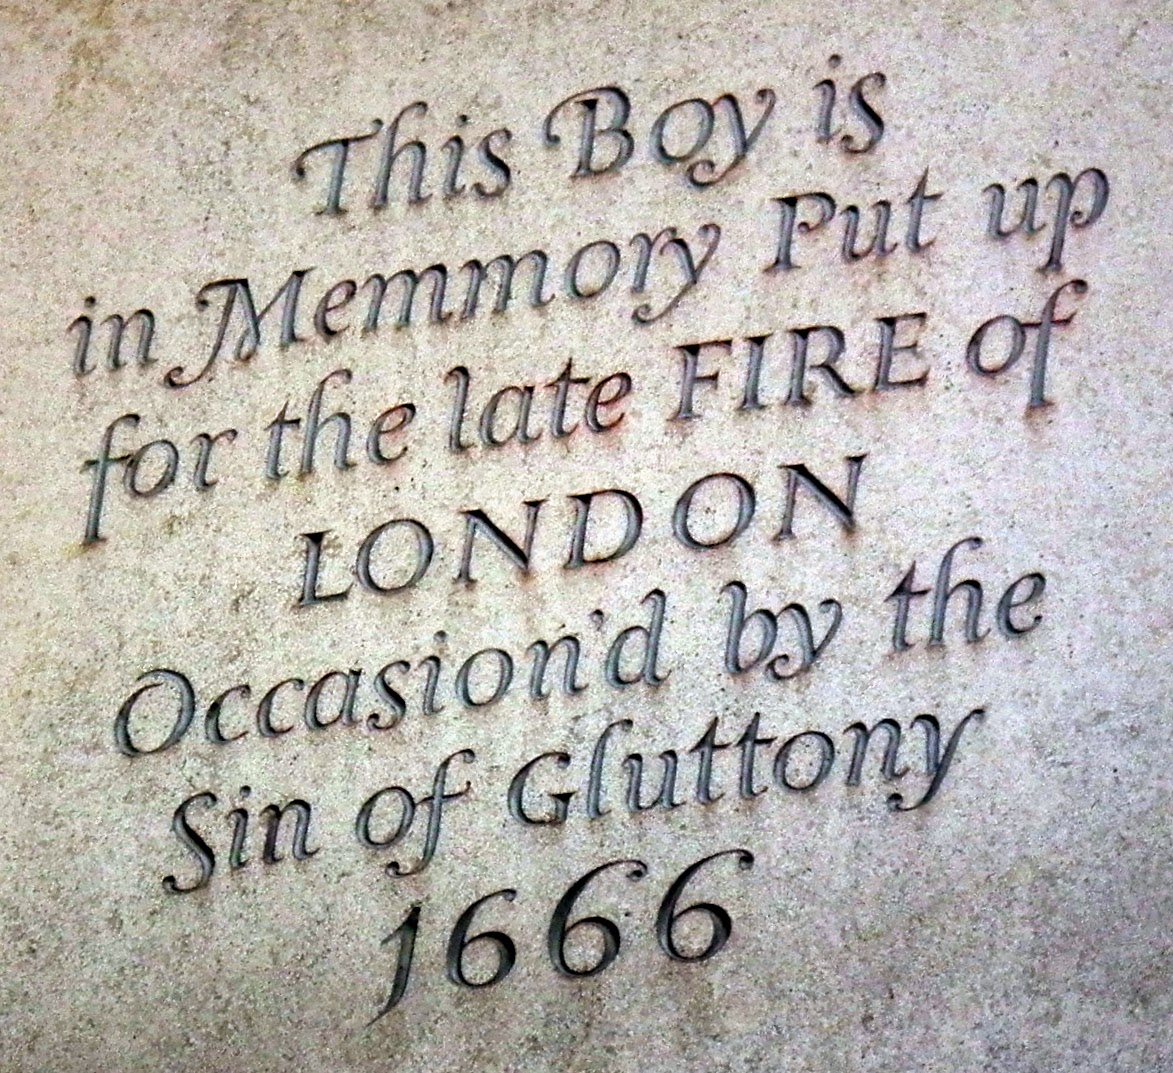 This Boy is
in Memmory Put up
for the late FIRE of
LONDON
Occasion'd by the
Sin of Gluttony
1666